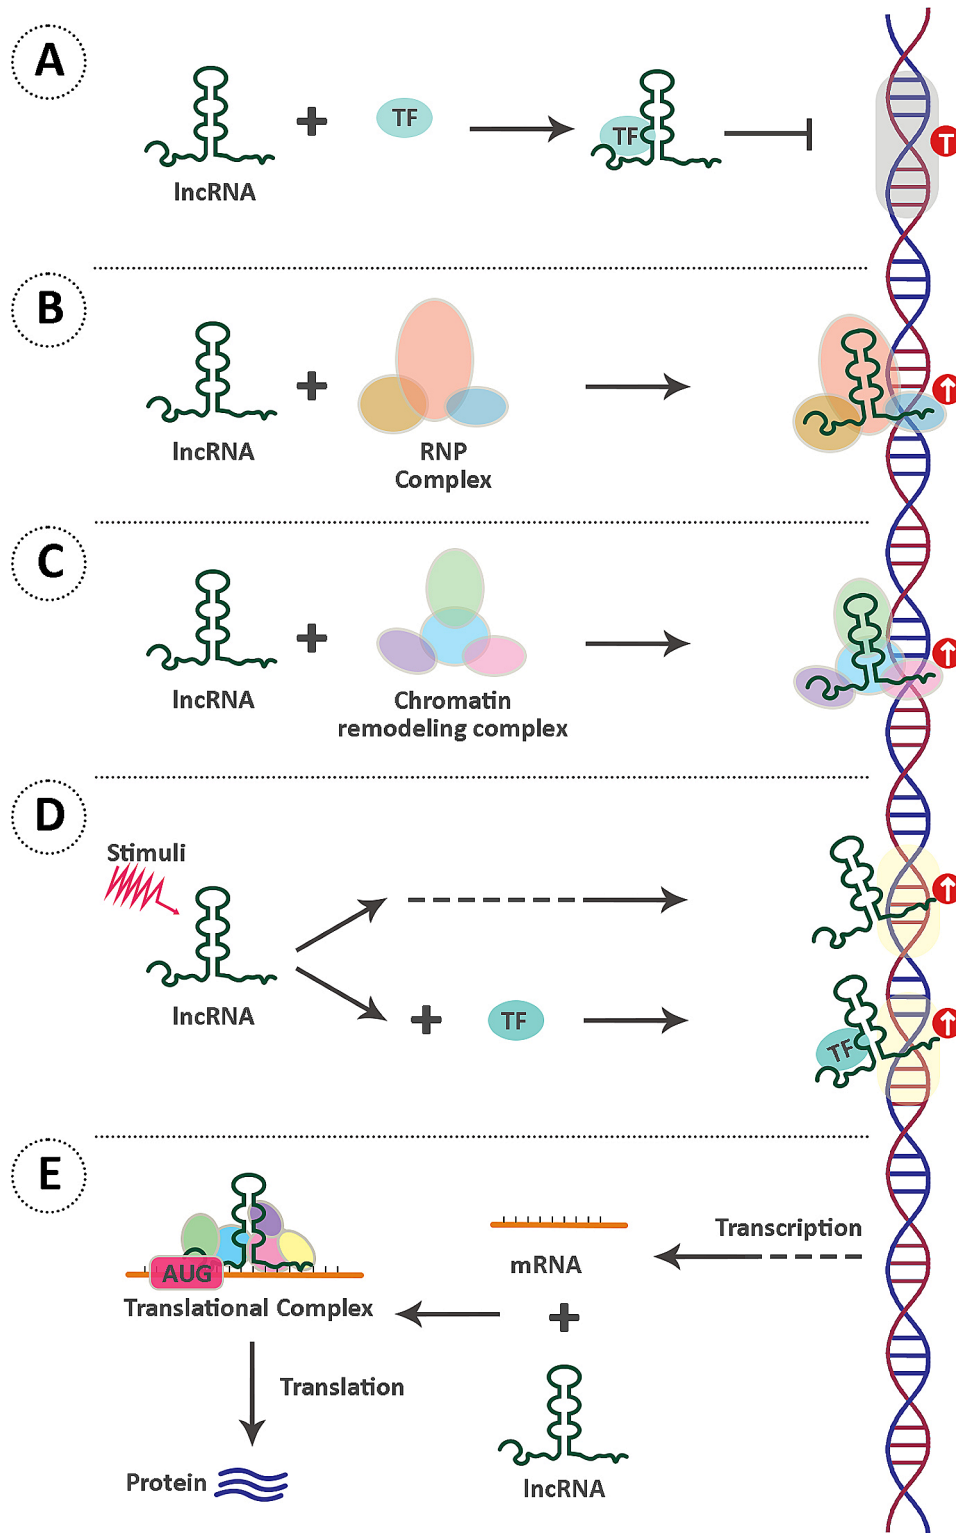 A
TF
TF
T
lncRNA
B
lncRNA
RNP
Complex
C
lncRNA
Chromatin
remodeling complex
D
Stimuli
lncRNA
TF
TF
E
Transcription
mRNA
AUG
Translational Complex
Translation
Protein
lncRNA